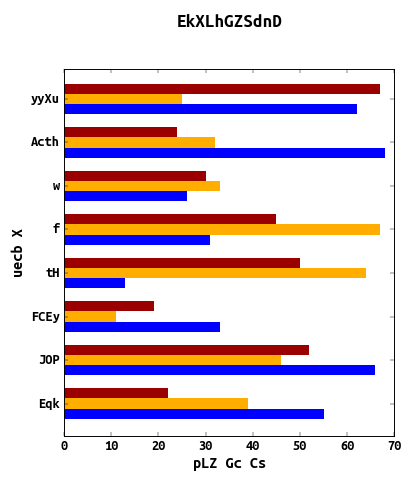 EkXLhGZSdnD
yyXu
Acth
w
f
tH
FCEy
JOP
Eqk
uecb X
0 10 20 30 40 50 60 70
pLZ Gc Cs